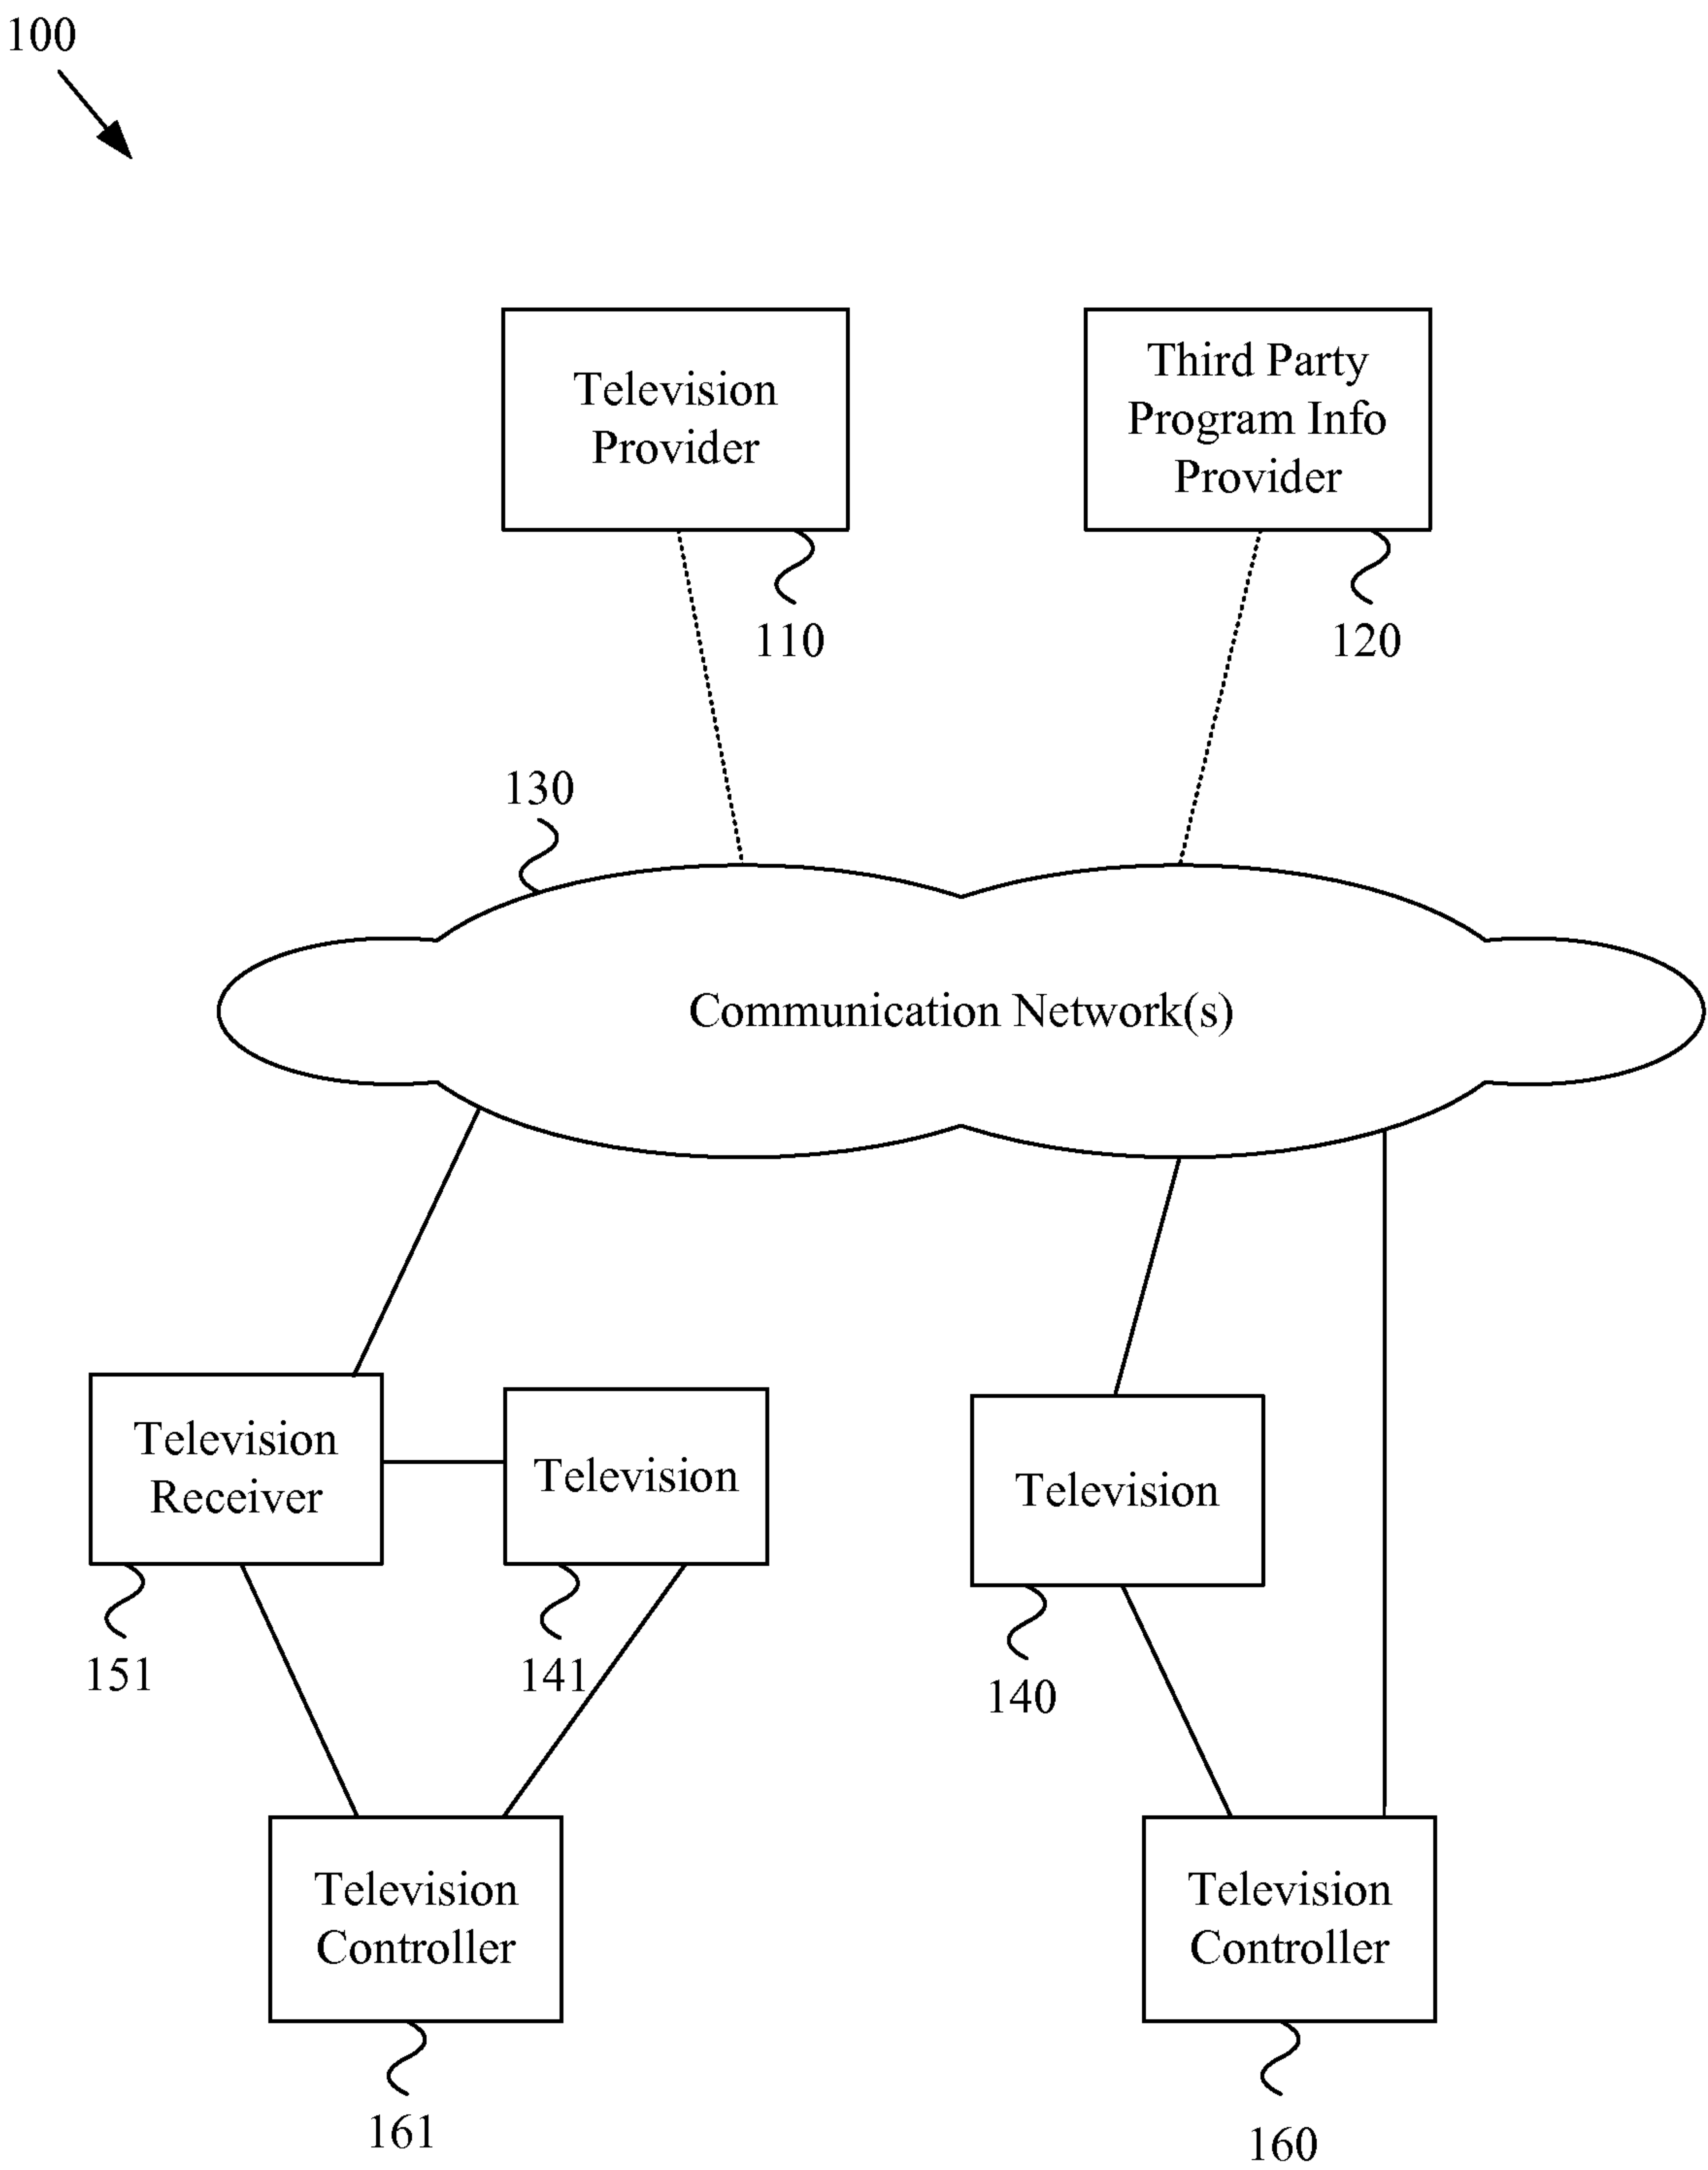 100
Television
Provider
110
Third Party
Program Info
Provider
120
130
Communication Network(s)
Television
Receiver
151
Television
141
Television
140
Television
Controller
161
Television
Controller
160